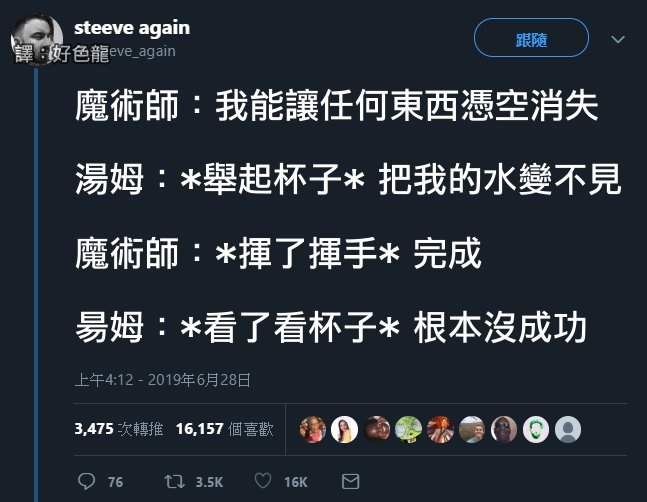 steeve again
譯：好色龍
eeve_again
跟隨
魔術師：我能讓任何東西憑空消失
湯姆：*舉起杯子* 把我的水變不見
魔術師：*揮了揮手* 完成
昜姆：*看了看杯子* 根本沒成功
上午4:12 - 2019年6月28日
3,475 次轉推 16,157 個喜歡
76 3.5K 16K